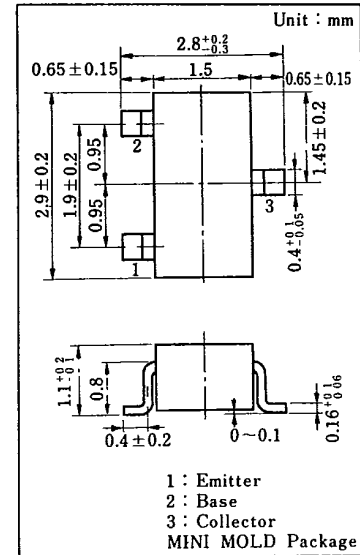 Unit : mm
2.8 +0.2 −0.3
0.65±0.15
1.5
0.65±0.15
2.9±0.2
1.9±0.2
0.95
0.95
2
1
3
1.45±0.2
0.4 +0.1 −0.05
1.1 +0.2 −0.1
0.8
0.4±0.2
0~0.1
0.16 +0.1 −0.06
1 : Emitter
2 : Base
3 : Collector
MINI MOLD Package